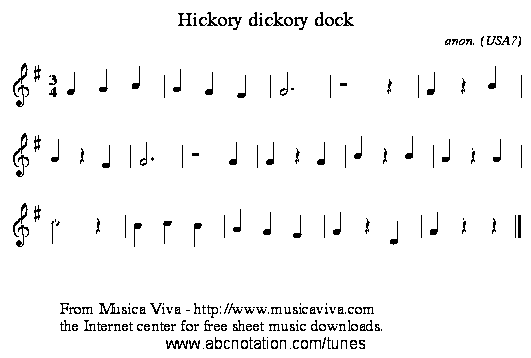 Hickory dickory dock
anon. (USA?)
3
4
From Musica Viva - http://www.musicaviva.com
the Internet center for free sheet music downloads.
www.abcnotation.com/tunes